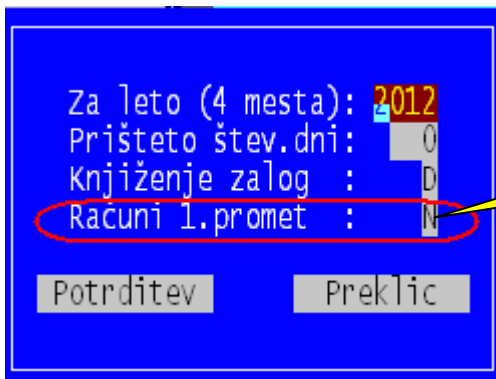 Za leto (4 mesta): 2012
Prišteto štev.dni: 0
Knjiženje zalog : D
Računi 1.promet : N
Potrditev Preklic